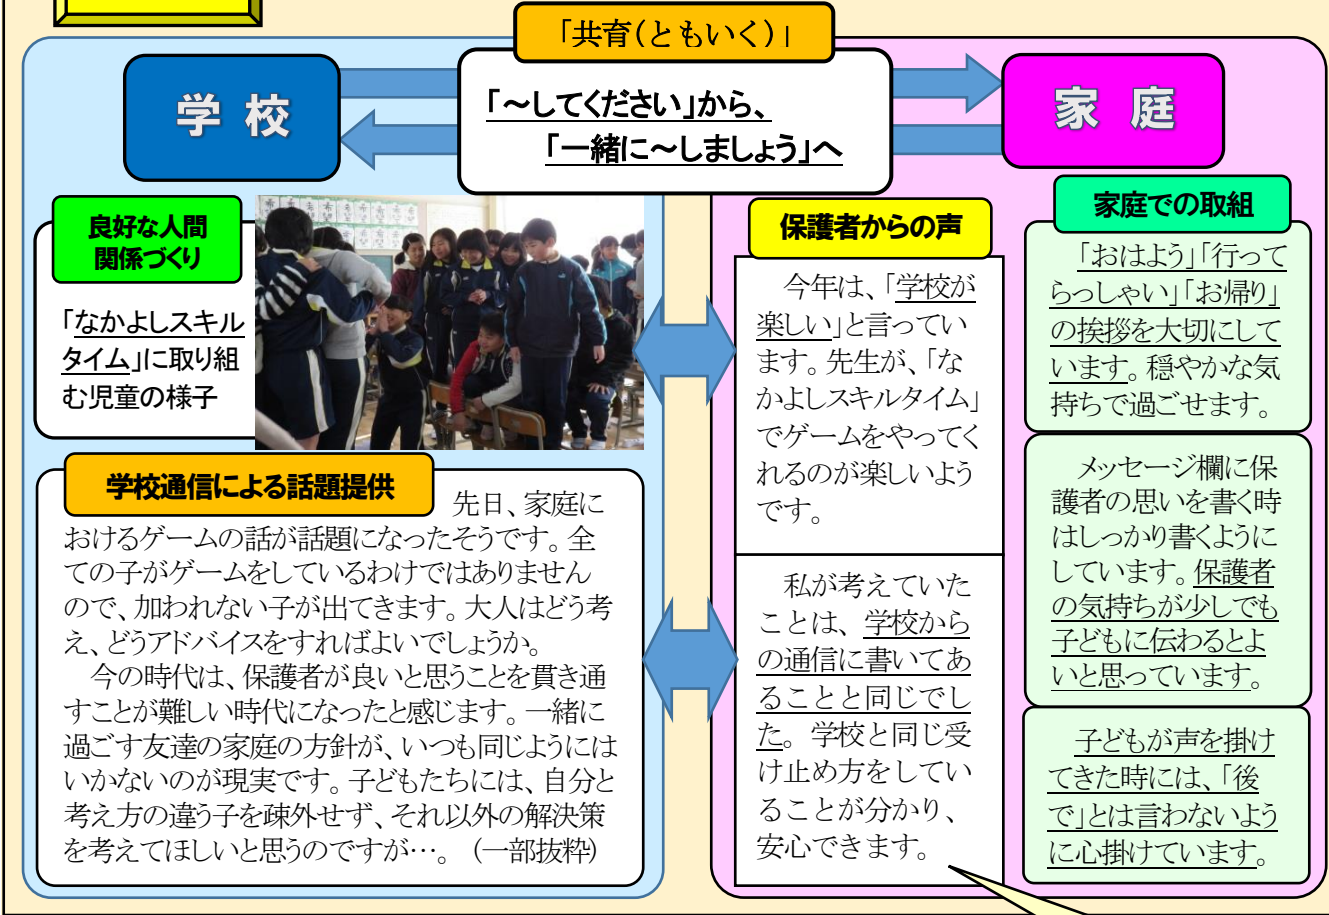 「共育(ともいく)」
学 校
「～してください」から、
「一緒に～しましょう」へ
家 庭
良好な人間
関係づくり
「なかよしスキル
タイム」に取り組
む児童の様子
学校通信による話題提供
先日、家庭に
おけるゲームの話が話題になったそうです。全
ての子がゲームをしているわけではありません
ので、加われない子が出てきます。大人はどう考
え、どうアドバイスをすればよいでしょうか。
今の時代は、保護者が良いと思うことを貫き通
すことが難しい時代になったと感じます。一緒に
過ごす友達の家庭の方針が、いつも同じようには
いかないのが現実です。子どもたちには、自分と
考え方の違う子を疎外せず、それ以外の解決策
を考えてほしいと思うのですが…。（一部抜粋）
保護者からの声
今年は、「学校が
楽しい」と言ってい
ます。先生が、「な
かよしスキルタイム」
でゲームをやってく
れるのが楽しいよう
です。
私が考えていた
ことは、学校から
の通信に書いてあ
ることと同じでし
た。学校と同じ受
け止め方をしてい
ることが分かり、
安心できます。
家庭での取組
「おはよう」「行って
らっしゃい」「お帰り」
の挨拶を大切にして
います。穏やかな気
持ちで過ごせます。
メッセージ欄に保
護者の思いを書く時
はしっかり書くように
しています。保護者
の気持ちが少しでも
子どもに伝わるとよ
いと思っています。
子どもが声を掛け
てきた時には、「後
で」とは言わないよう
に心掛けています。